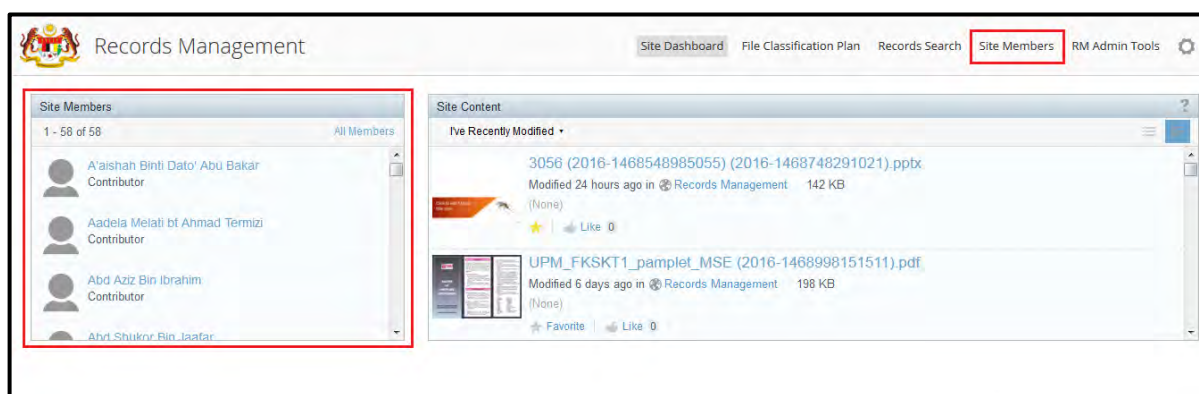 Records Management
Site Dashboard File Classification Plan Records Search Site Members RM Admin Tools
Site Members
1 - 58 of 58 All Members
A'aishah Binti Dato' Abu Bakar
Contributor
Aadela Melati bt Ahmad Termizi
Contributor
Abd Aziz Bin Ibrahim
Contributor
Abd Shukor Bin Jaafar
Site Content ?
I've Recently Modified
3056 (2016-1468548985055) (2016-1468748291021).pptx
Modified 24 hours ago in Records Management 142 KB
(None)
Like 0
UPM_FKSKT1_pamplet_MSE (2016-1468998151511).pdf
Modified 6 days ago in Records Management 198 KB
(None)
Favorite Like 0